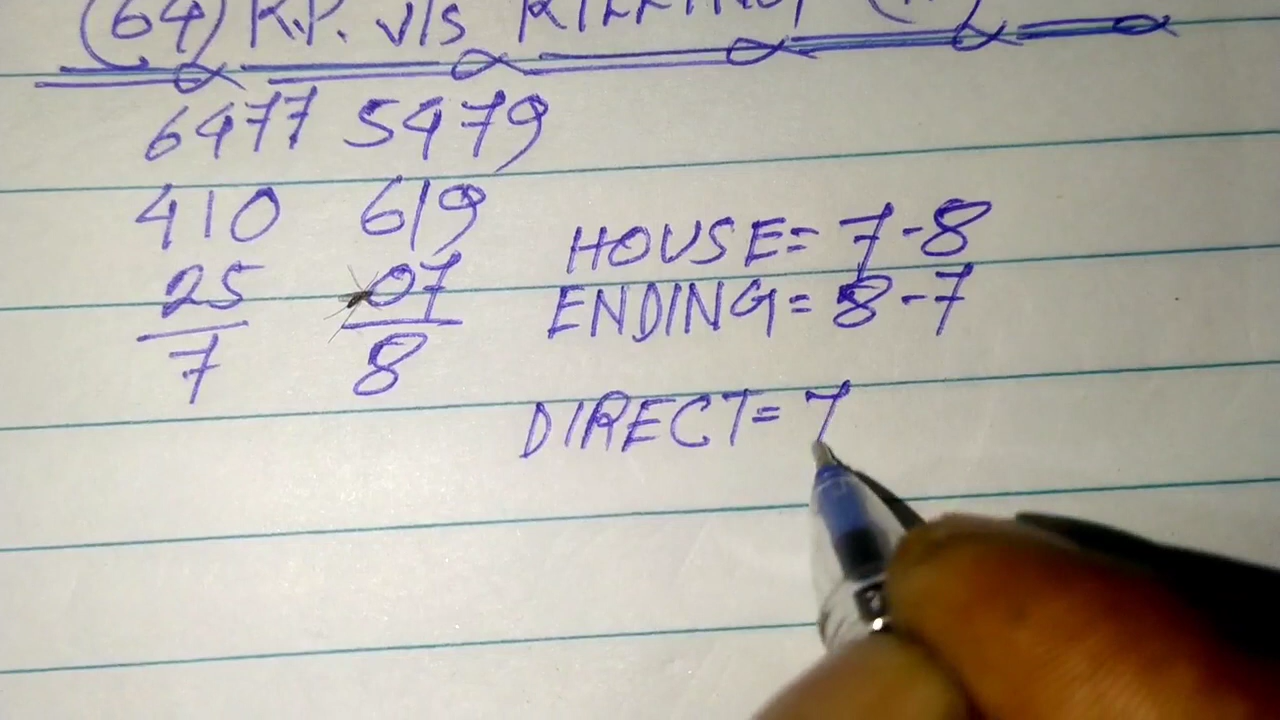 (64) K.P. v/s
6477 5479
410 619
HOUSE= 7-8
25 07
ENDING= 8-7
7 8
DIRECT= 7